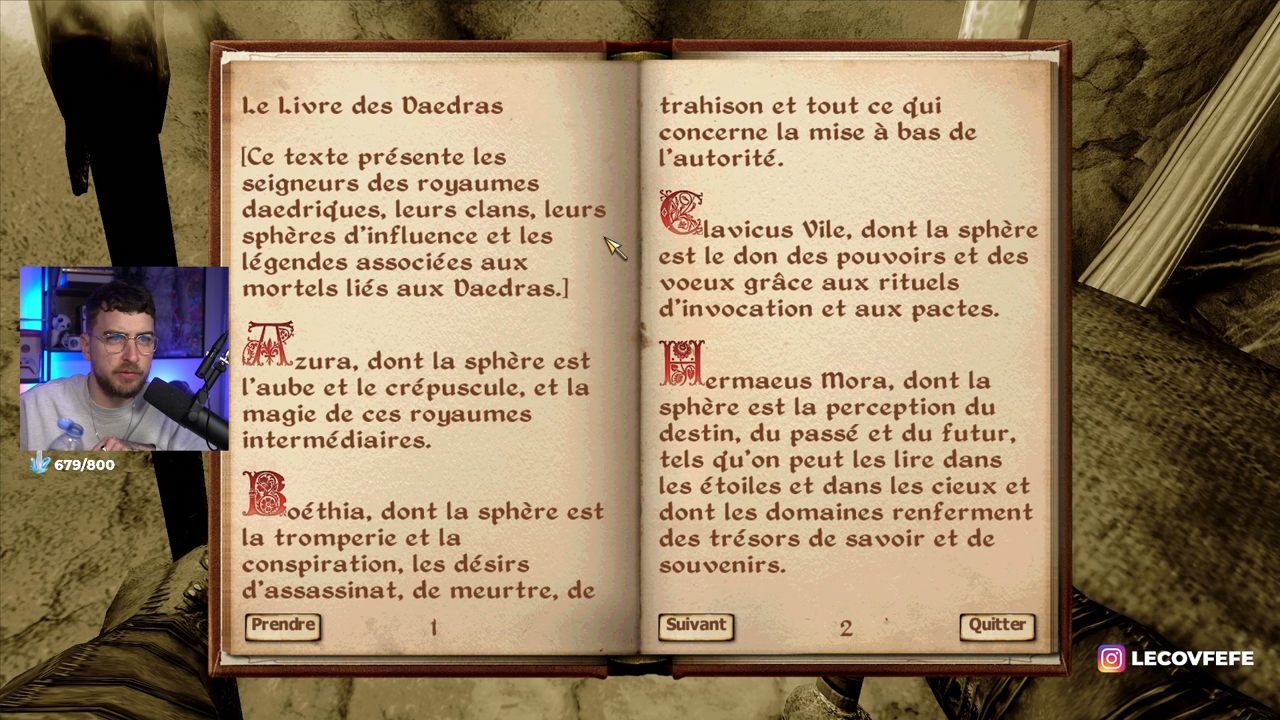 Le Livre des Daedras
[Ce texte présente les
seigneurs des royaumes
daedriques, leurs clans, leurs
sphères d'influence et les
légendes associées aux
mortels liés aux Daedras.]
Azura, dont la sphère est
l'aube et le crépuscule, et la
magie de ces royaumes
intermédiaires.
Boéthia, dont la sphère est
la tromperie et la
conspiration, les désirs
d'assassinat, de meurtre, de
Prendre
1
trahison et tout ce qui
concerne la mise à bas de
l'autorité.
Clavicus Vile, dont la sphère
est le don des pouvoirs et des
voeux grâce aux rituels
d'invocation et aux pactes.
Hermaeus Mora, dont la
sphère est la perception du
destin, du passé et du futur,
tels qu'on peut les lire dans
les étoiles et dans les cieux et
dont les domaines renferment
des trésors de savoir et de
souvenirs.
Suivant
2
Quitter
679/800
LECOVFEFE